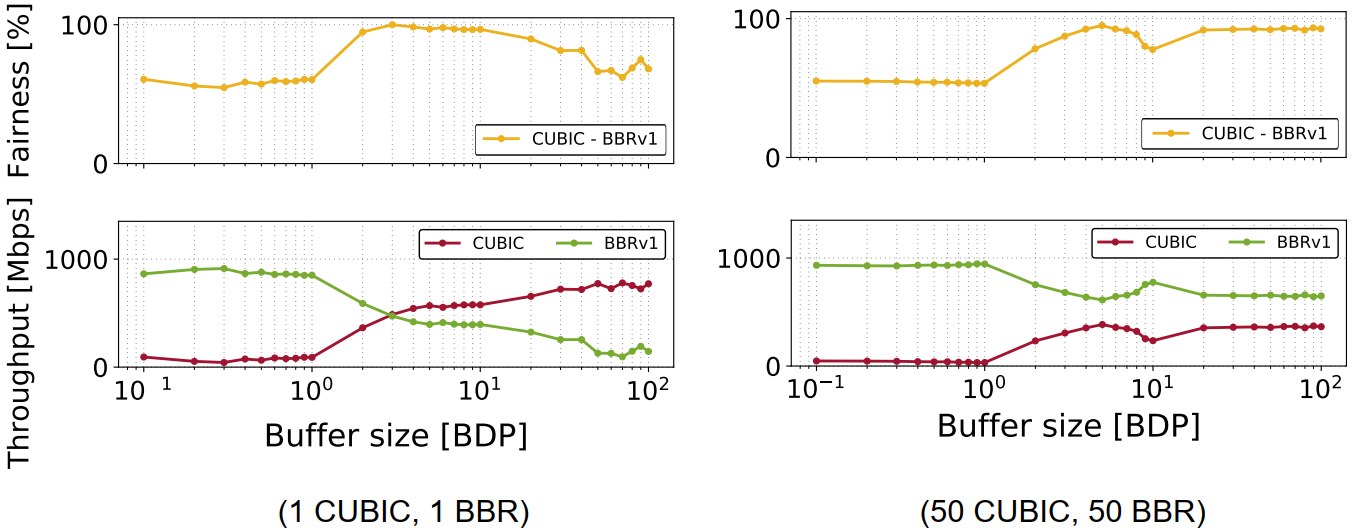 Fairness [%]
100
0
CUBIC - BBRv1
100
0
CUBIC - BBRv1
Throughput [Mbps]
1000
0
CUBIC BBRv1
10 1 10^0 10^1 10^2
Buffer size [BDP]
1000
0
CUBIC BBRv1
10^−1 10^0 10^1 10^2
Buffer size [BDP]
(1 CUBIC, 1 BBR)
(50 CUBIC, 50 BBR)